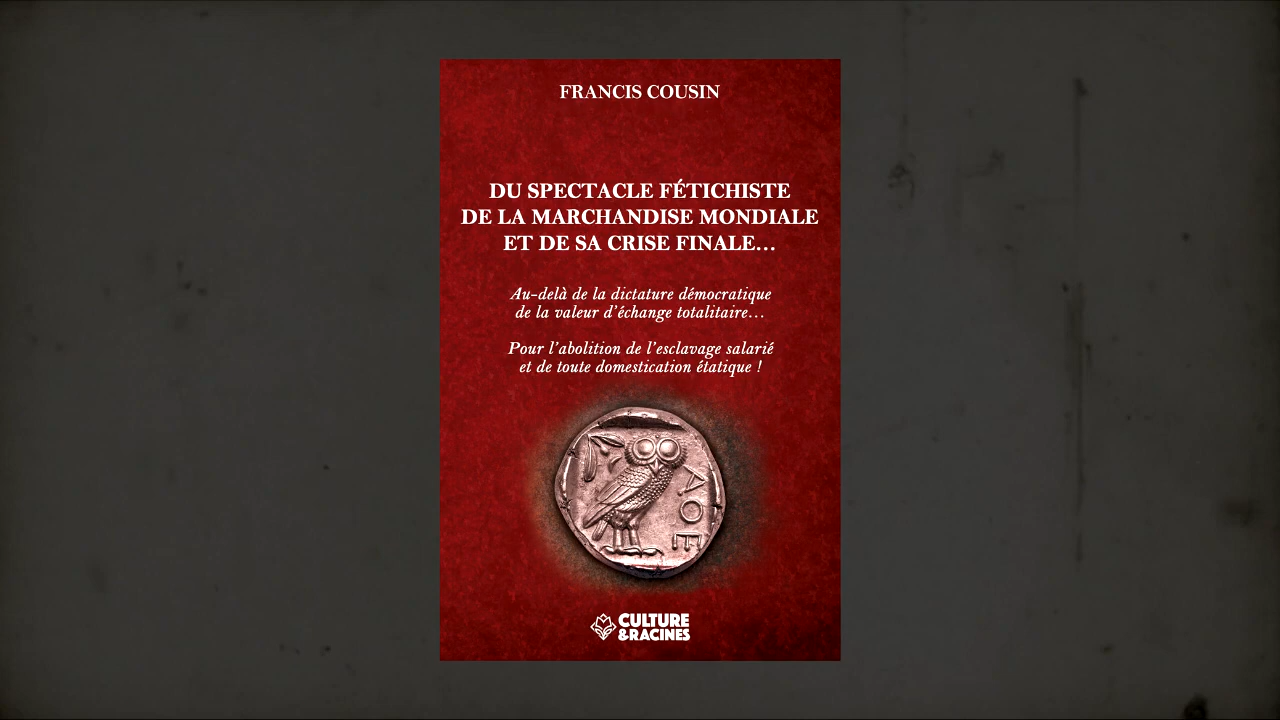 FRANCIS COUSIN
DU SPECTACLE FÉTICHISTE
DE LA MARCHANDISE MONDIALE
ET DE SA CRISE FINALE...
Au-delà de la dictature démocratique
de la valeur d'échange totalitaire...
Pour l'abolition de l'esclavage salarié
et de toute domestication étatique !
ΑΘΕ
CULTURE
&RACINES